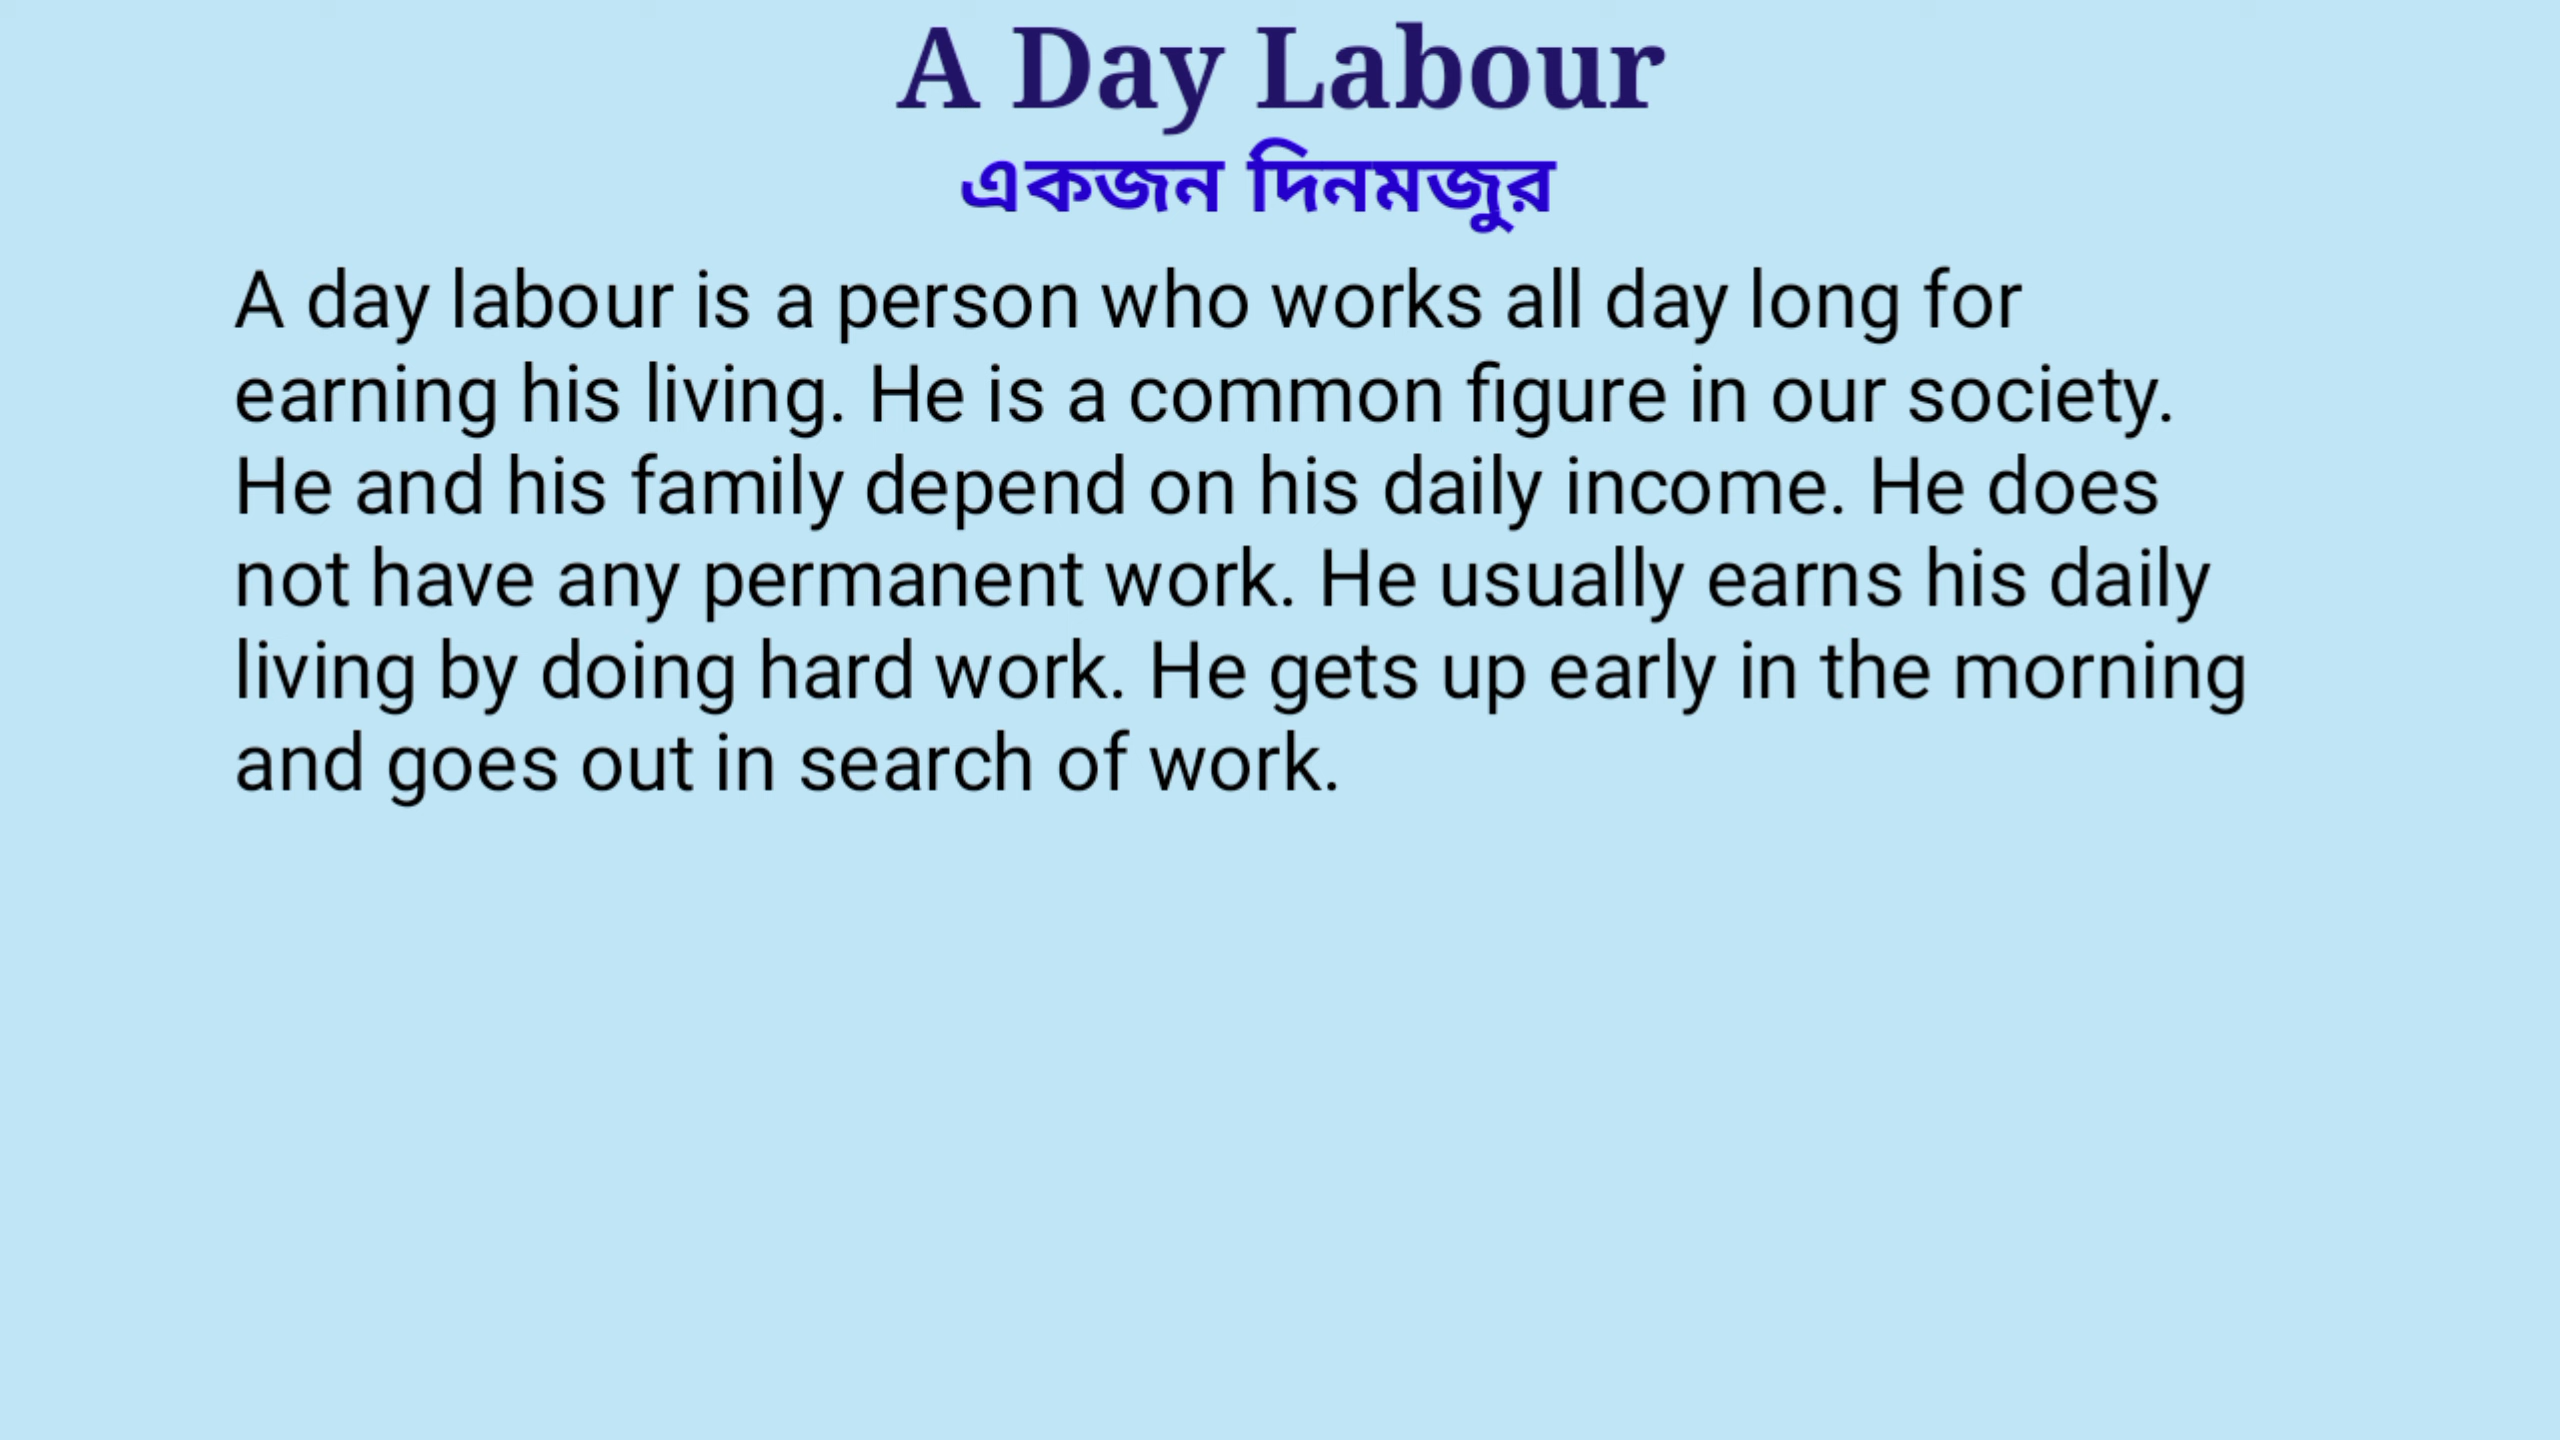 A Day Labour
একজন দিনমজুর
A day labour is a person who works all day long for
earning his living. He is a common figure in our society.
He and his family depend on his daily income. He does
not have any permanent work. He usually earns his daily
living by doing hard work. He gets up early in the morning
and goes out in search of work.